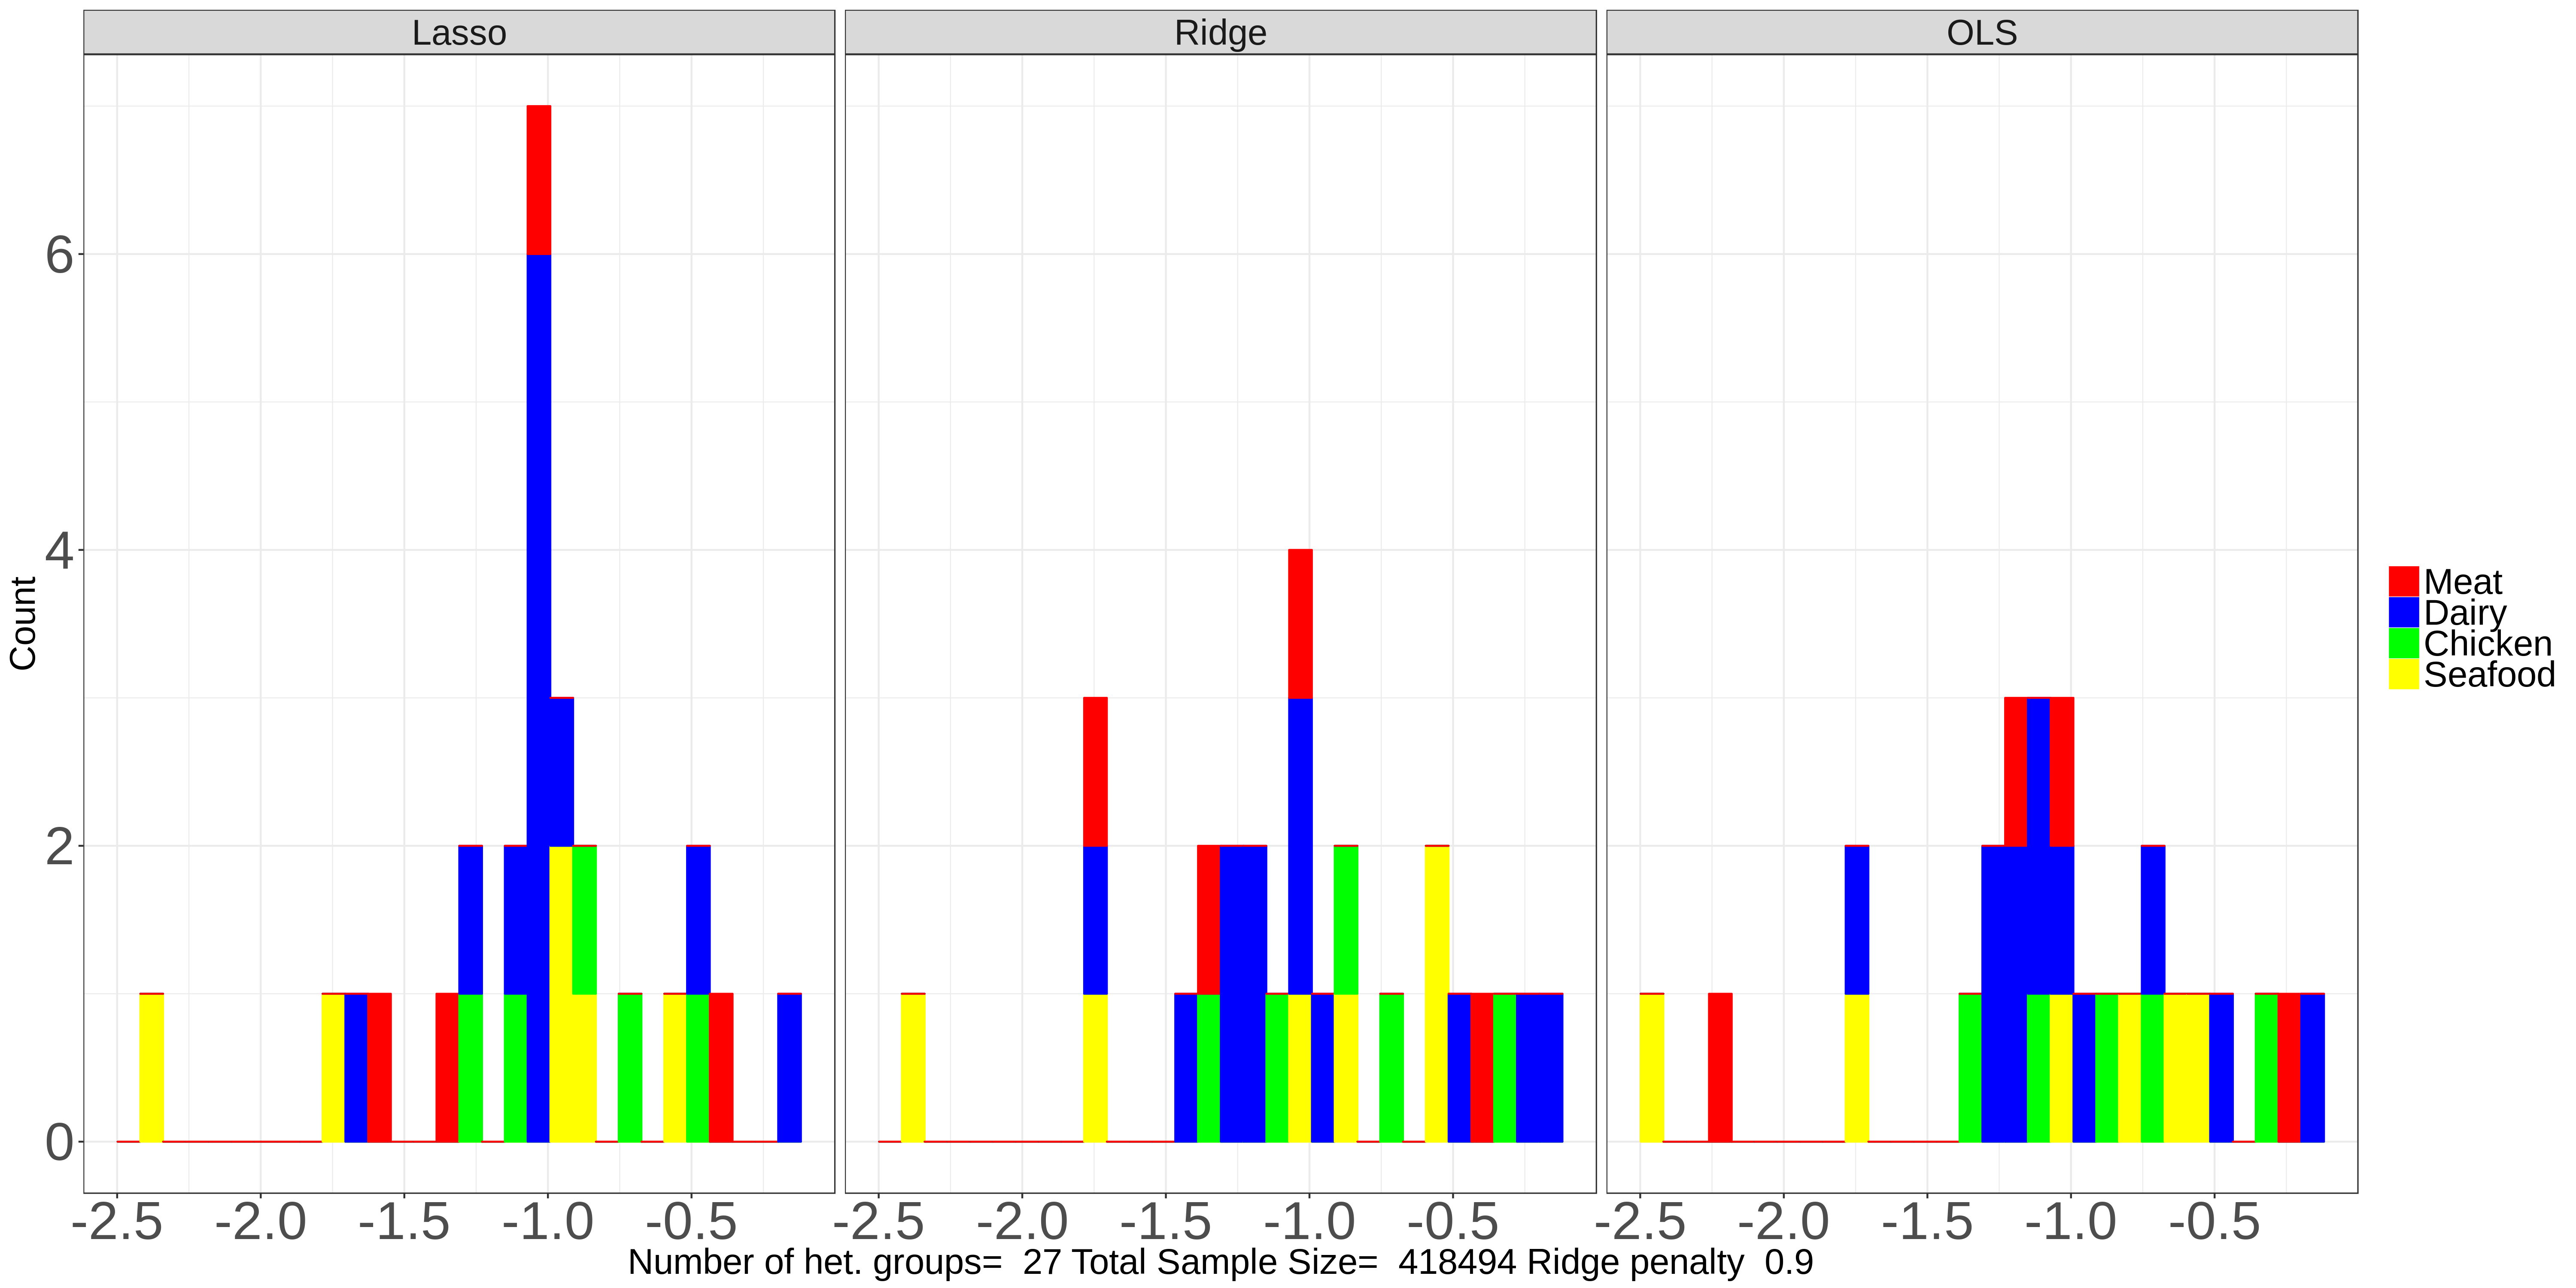 Lasso
Ridge
OLS
Count
6
4
2
0
-2.5 -2.0 -1.5 -1.0 -0.5
-2.5 -2.0 -1.5 -1.0 -0.5
-2.5 -2.0 -1.5 -1.0 -0.5
Number of het. groups=  27 Total Sample Size=  418494 Ridge penalty  0.9
Meat
Dairy
Chicken
Seafood